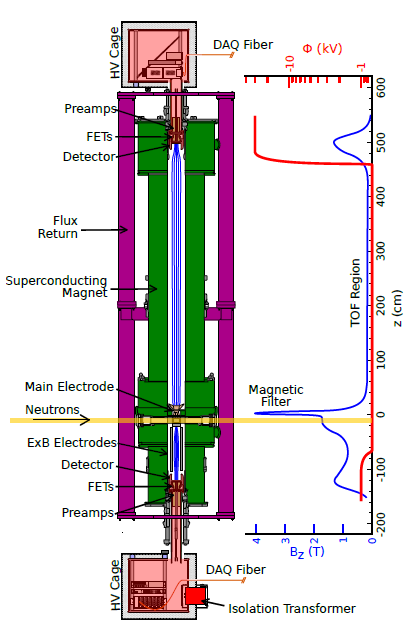 HV Cage
DAQ Fiber
Φ (kV)
-10
-1
Preamps
FETs
Detector
Flux
Return
Superconducting
Magnet
Main Electrode
Neutrons
ExB Electrodes
Detector
FETs
Preamps
HV Cage
DAQ Fiber
Isolation Transformer
TOF Region
Magnetic
Filter
600
500
400
300
200
100
0
-100
-200
z (cm)
4
3
2
1
0
BZ (T)